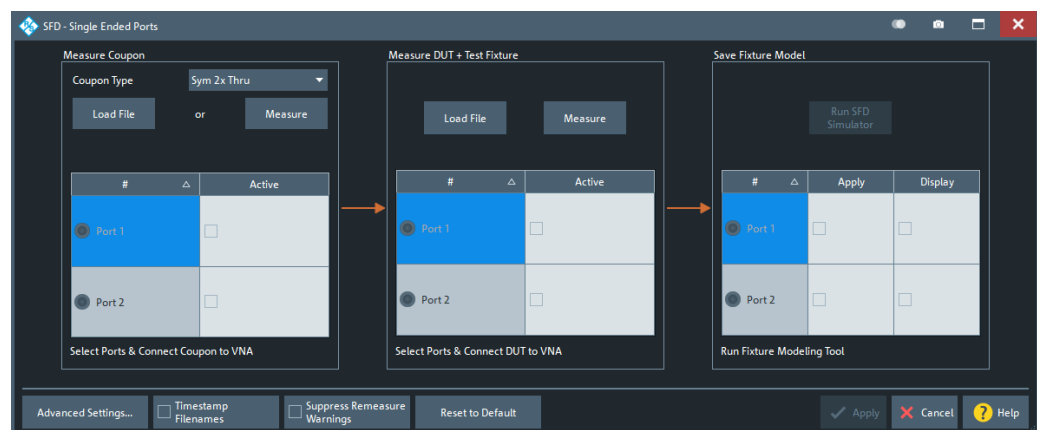 SFD - Single Ended Ports
Measure Coupon
Coupon Type
Sym 2x Thru
Load File
or
Measure
#
Active
Port 1
Port 2
Select Ports & Connect Coupon to VNA
Measure DUT + Test Fixture
Load File
Measure
#
Active
Port 1
Port 2
Select Ports & Connect DUT to VNA
Save Fixture Model
Run SFD
Simulator
#
Apply
Display
Port 1
Port 2
Run Fixture Modeling Tool
Advanced Settings...
Timestamp
Filenames
Suppress Remeasure
Warnings
Reset to Default
Apply
Cancel
? Help